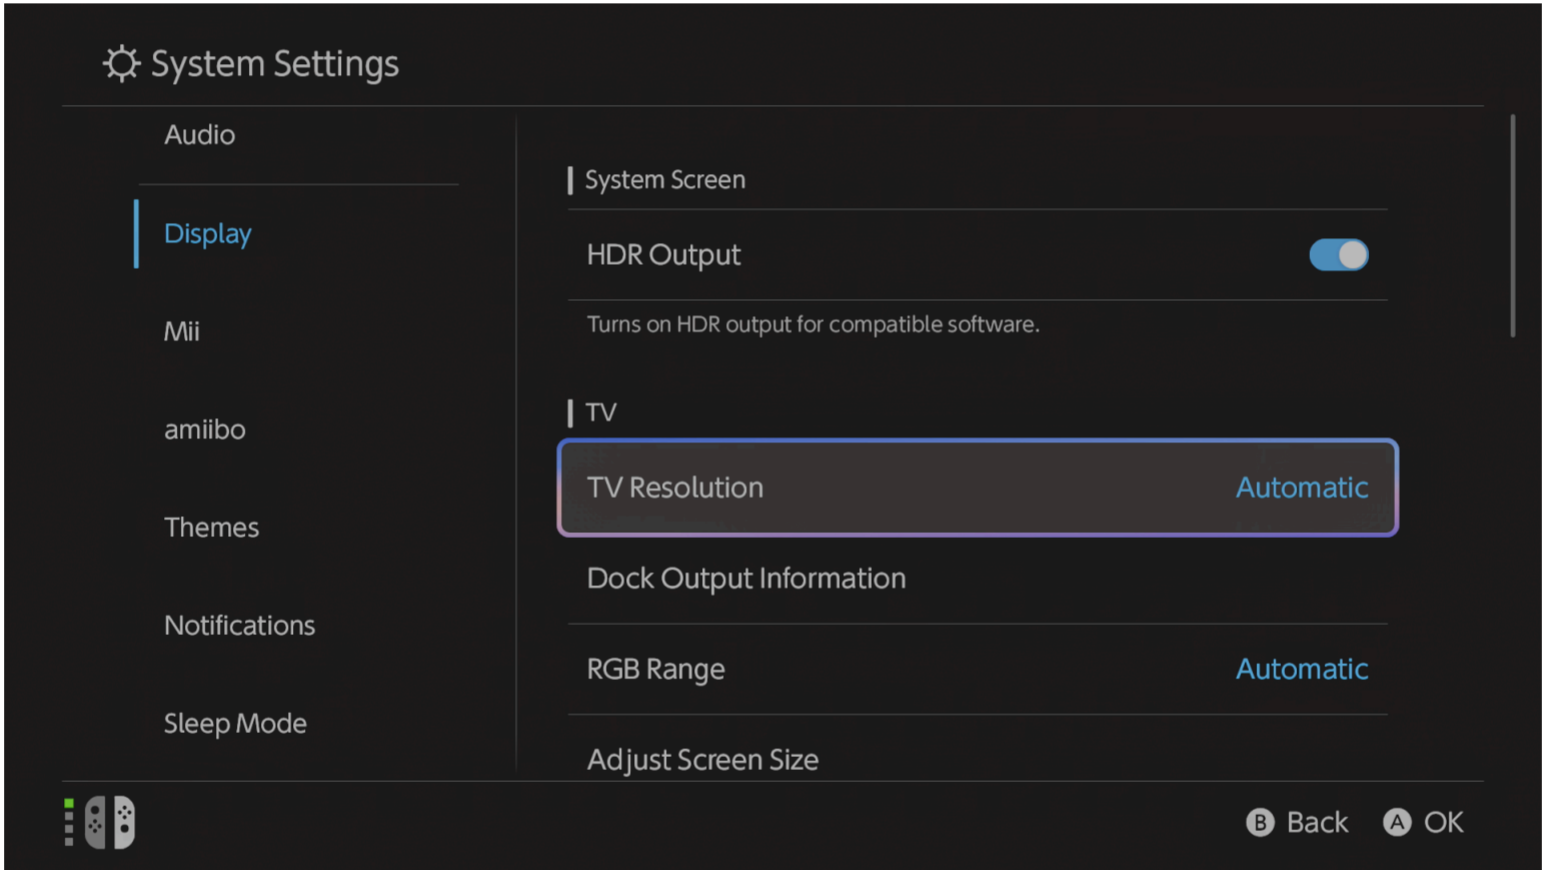 System Settings
Audio
Display
Mii
amiibo
Themes
Notifications
Sleep Mode
System Screen
HDR Output
Turns on HDR output for compatible software.
TV
TV Resolution Automatic
Dock Output Information
RGB Range Automatic
Adjust Screen Size
B Back A OK